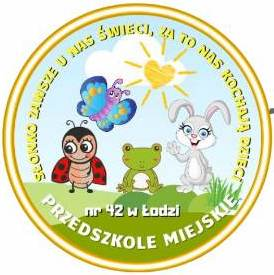 SŁONKO ZAWSZE U NAS ŚWIECI, ZA TO NAS KOCHAJĄ DZIECI
nr 42 w Łodzi
PRZEDSZKOLE MIEJSKIE